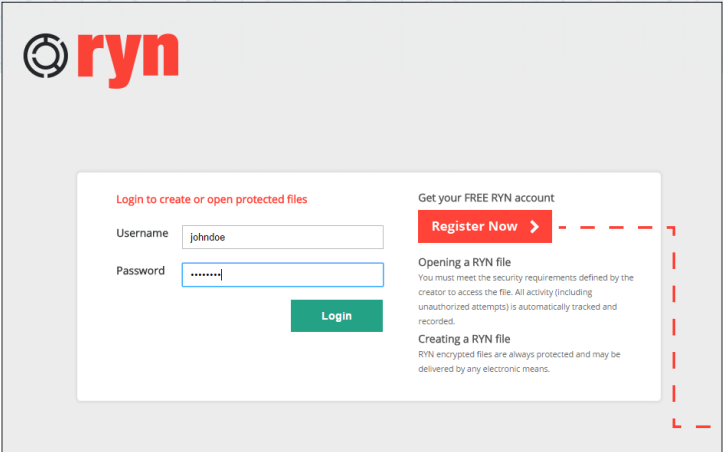 ryn
Login to create or open protected files
Username
johndoe
Password
••••••••
Login
Get your FREE RYN account
Register Now
Opening a RYN file
You must meet the security requirements defined by the
creator to access the file. All activity (including
unauthorized attempts) is automatically tracked and
recorded.
Creating a RYN file
RYN encrypted files are always protected and may be
delivered by any electronic means.